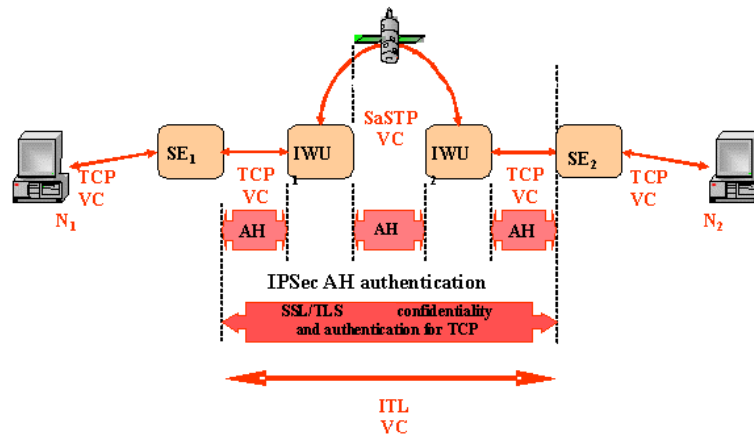 SaSTP
VC
SE1
IWU
1
IWU
2
SE2
TCP
VC
TCP
VC
TCP
VC
TCP
VC
N1
N2
AH
AH
AH
IPSec AH authentication
SSL/TLS confidentiality
and authentication for TCP
ITL
VC